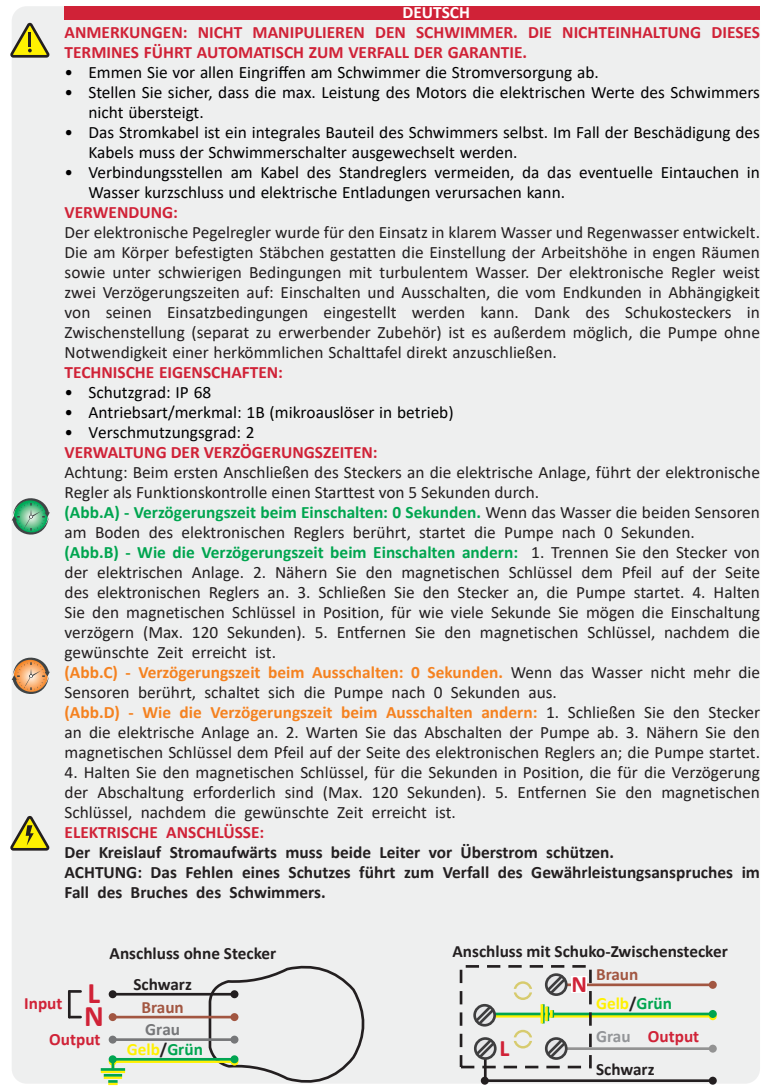 DEUTSCH
ANMERKUNGEN: NICHT MANIPULIEREN DEN SCHWIMMER. DIE NICHTEINHALTUNG DIESES
TERMINES FÜHRT AUTOMATISCH ZUM VERFALL DER GARANTIE.
• Emmen Sie vor allen Eingriffen am Schwimmer die Stromversorgung ab.
• Stellen Sie sicher, dass die max. Leistung des Motors die elektrischen Werte des Schwimmers
nicht übersteigt.
• Das Stromkabel ist ein integrales Bauteil des Schwimmers selbst. Im Fall der Beschädigung des
Kabels muss der Schwimmerschalter ausgewechselt werden.
• Verbindungsstellen am Kabel des Standreglers vermeiden, da das eventuelle Eintauchen in
Wasser kurzschluss und elektrische Entladungen verursachen kann.
VERWENDUNG:
Der elektronische Pegelregler wurde für den Einsatz in klarem Wasser und Regenwasser entwickelt.
Die am Körper befestigten Stäbchen gestatten die Einstellung der Arbeitshöhe in engen Räumen
sowie unter schwierigen Bedingungen mit turbulentem Wasser. Der elektronische Regler weist
zwei Verzögerungszeiten auf: Einschalten und Ausschalten, die vom Endkunden in Abhängigkeit
von seinen Einsatzbedingungen eingestellt werden kann. Dank des Schukosteckers in
Zwischenstellung (separat zu erwerbender Zubehör) ist es außerdem möglich, die Pumpe ohne
Notwendigkeit einer herkömmlichen Schalttafel direkt anzuschließen.
TECHNISCHE EIGENSCHAFTEN:
• Schutzgrad: IP 68
• Antriebsart/merkmal: 1B (mikroauslöser in betrieb)
• Verschmutzungsgrad: 2
VERWALTUNG DER VERZÖGERUNGSZEITEN:
Achtung: Beim ersten Anschließen des Steckers an die elektrische Anlage, führt der elektronische
Regler als Funktionskontrolle einen Starttest von 5 Sekunden durch.
(Abb.A) - Verzögerungszeit beim Einschalten: 0 Sekunden. Wenn das Wasser die beiden Sensoren
am Boden des elektronischen Reglers berührt, startet die Pumpe nach 0 Sekunden.
(Abb.B) - Wie die Verzögerungszeit beim Einschalten andern: 1. Trennen Sie den Stecker von
der elektrischen Anlage. 2. Nähern Sie den magnetischen Schlüssel dem Pfeil auf der Seite
des elektronischen Reglers an. 3. Schließen Sie den Stecker an, die Pumpe startet. 4. Halten
Sie den magnetischen Schlüssel in Position, für wie viele Sekunde Sie mögen die Einschaltung
verzögern (Max. 120 Sekunden). 5. Entfernen Sie den magnetischen Schlüssel, nachdem die
gewünschte Zeit erreicht ist.
(Abb.C) - Verzögerungszeit beim Ausschalten: 0 Sekunden. Wenn das Wasser nicht mehr die
Sensoren berührt, schaltet sich die Pumpe nach 0 Sekunden aus.
(Abb.D) - Wie die Verzögerungszeit beim Ausschalten andern: 1. Schließen Sie den Stecker
an die elektrische Anlage an. 2. Warten Sie das Abschalten der Pumpe ab. 3. Nähern Sie den
magnetischen Schlüssel dem Pfeil auf der Seite des elektronischen Reglers an; die Pumpe startet.
4. Halten Sie den magnetischen Schlüssel, für die Sekunden in Position, die für die Verzögerung
der Abschaltung erforderlich sind (Max. 120 Sekunden). 5. Entfernen Sie den magnetischen
Schlüssel, nachdem die gewünschte Zeit erreicht ist.
ELEKTRISCHE ANSCHLÜSSE:
Der Kreislauf Stromaufwärts muss beide Leiter vor Überstrom schützen.
ACHTUNG: Das Fehlen eines Schutzes führt zum Verfall des Gewährleistungsanspruches im
Fall des Bruches des Schwimmers.
Anschluss ohne Stecker
Input
L
Schwarz
N
Braun
Output
Grau
Gelb/Grün
Anschluss mit Schuko-Zwischenstecker
N
Braun
Gelb/Grün
L
Grau Output
Schwarz